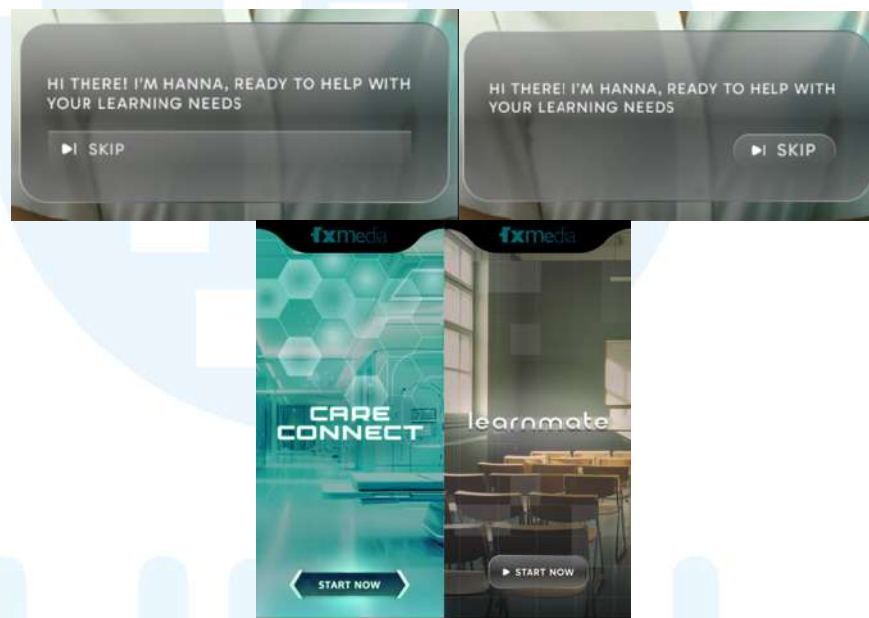 HI THERE! I'M HANNA, READY TO HELP WITH
YOUR LEARNING NEEDS
SKIP
HI THERE! I'M HANNA, READY TO HELP WITH
YOUR LEARNING NEEDS
SKIP
fxmedia
CARE
CONNECT
START NOW
fxmedia
learnmate
START NOW